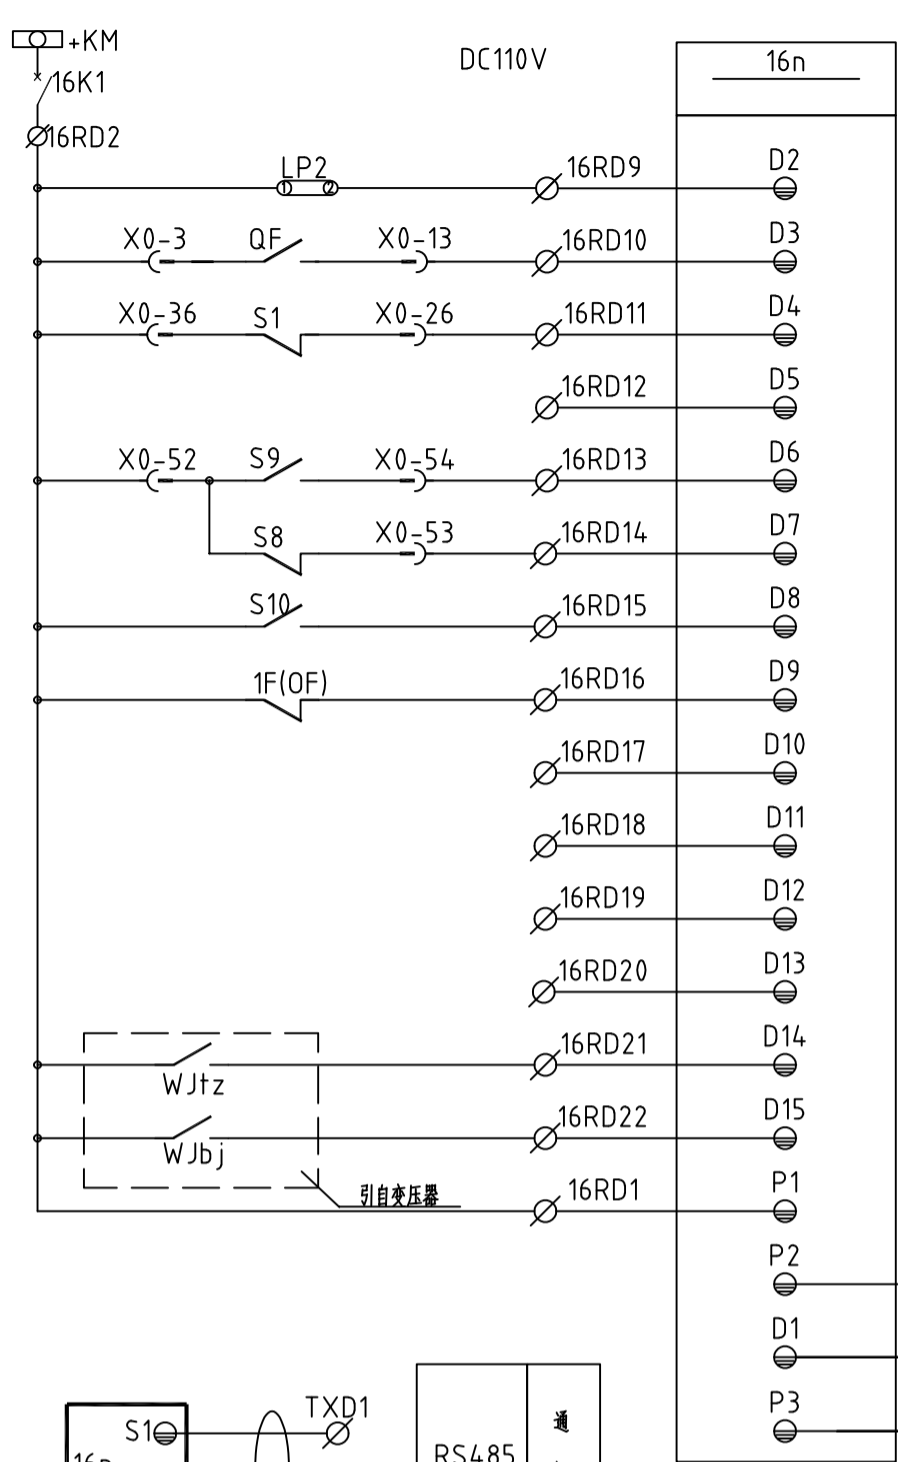 +KM
DC110V
16n
16K1
16RD2
LP2
1 2
16RD9
D2
X0-3
QF
X0-13
16RD10
D3
X0-36
S1
X0-26
16RD11
D4
16RD12
D5
X0-52
S9
X0-54
16RD13
D6
S8
X0-53
16RD14
D7
S10
16RD15
D8
1F(OF)
16RD16
D9
16RD17
D10
16RD18
D11
16RD19
D12
16RD20
D13
WJtz
16RD21
D14
WJbj
16RD22
D15
引自变压器
16RD1
P1
P2
D1
P3
S1
TXD1
通
16n
RS485